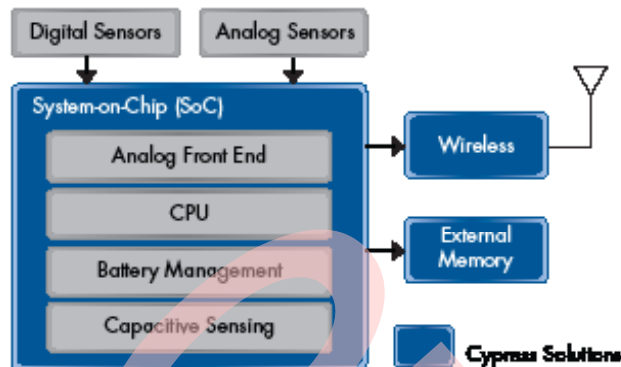 Digital Sensors
Analog Sensors
System-on-Chip (SoC)
Analog Front End
CPU
Battery Management
Capacitive Sensing
Wireless
External
Memory
Cypress Solutions